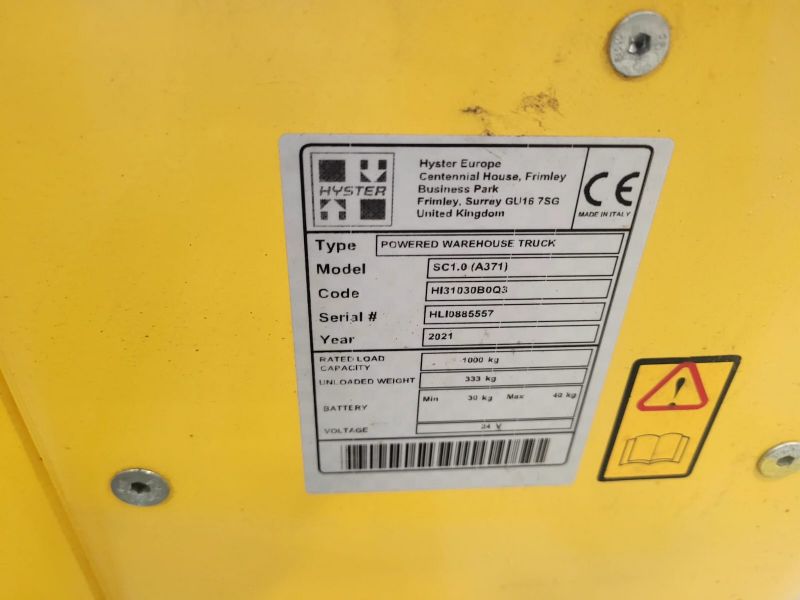 HYSTER
Hyster Europe
Centennial House, Frimley
Business Park
Frimley, Surrey GU16 7SG
United Kingdom
CE
MADE IN ITALY
Type POWERED WAREHOUSE TRUCK
Model SC1.0 (A371)
Code HI31030B0Q3
Serial # HLI0885557
Year 2021
RATED LOAD CAPACITY 1000 kg
UNLOADED WEIGHT 333 kg
BATTERY Min 30 kg Max 40 kg
VOLTAGE 24 V